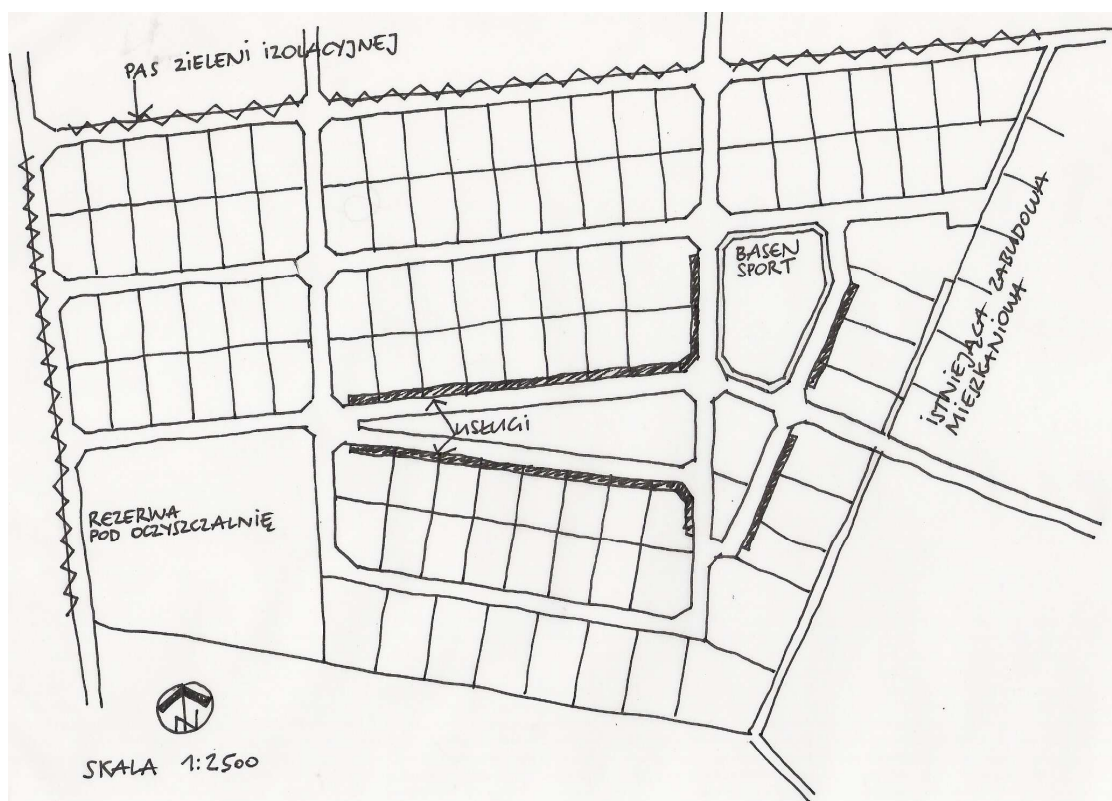 PAS ZIELENI IZOLACYJNEJ
BASEN
SPORT
ISTNIEJĄCA ZABUDOWA
MIESZKANIOWA
USŁUGI
REZERWA
POD OCZYSZCZALNIĘ
N
SKALA 1:2500